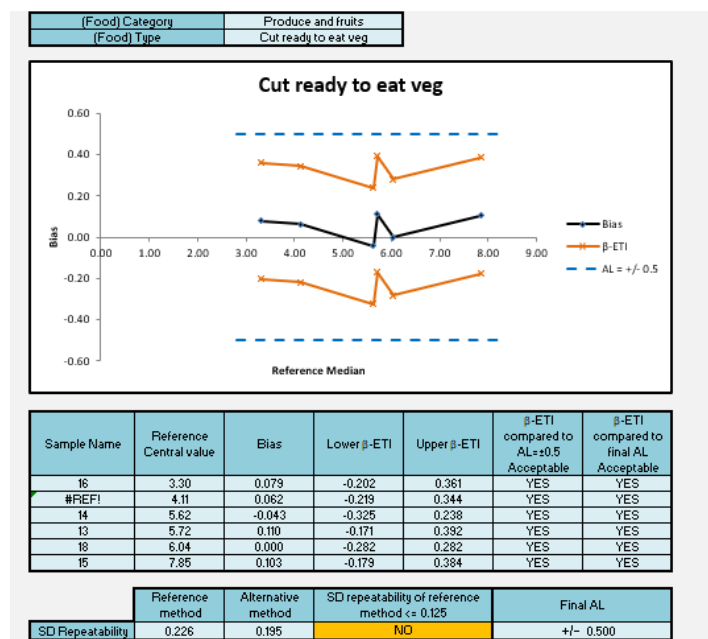 (Food) Category Produce and fruits
(Food) Type Cut ready to eat veg
Cut ready to eat veg
0.60
0.40
0.20
0.00
-0.20
-0.40
-0.60
0.00 1.00 2.00 3.00 4.00 5.00 6.00 7.00 8.00 9.00
Bias
Reference Median
Bias
β-ETI
AL = +/- 0.5
Sample Name Reference Central value Bias Lower β-ETI Upper β-ETI β-ETI compared to AL=±0.5 Acceptable β-ETI compared to final AL Acceptable
16 3.30 0.079 -0.202 0.361 YES YES
#REF! 4.11 0.062 -0.219 0.344 YES YES
14 5.62 -0.043 -0.325 0.238 YES YES
13 5.72 0.110 -0.171 0.392 YES YES
18 6.04 0.000 -0.282 0.282 YES YES
15 7.85 0.103 -0.179 0.384 YES YES
Reference method Alternative method SD repeatability of reference method <= 0.125 Final AL
SD Repeatability 0.226 0.195 NO +/- 0.500